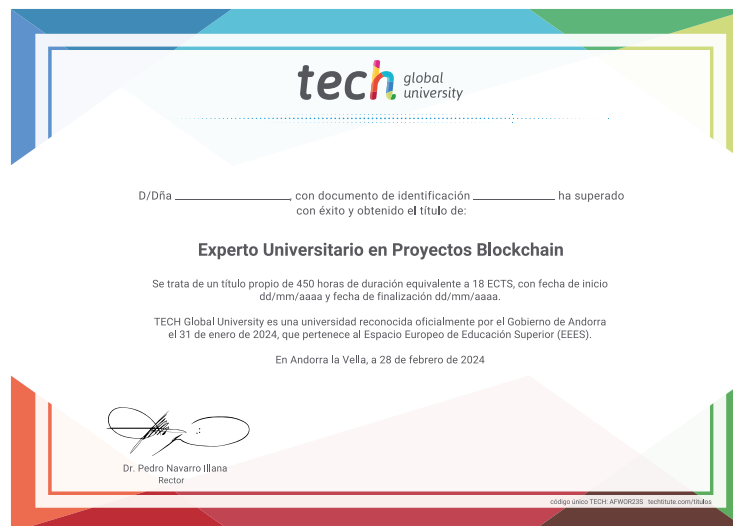 tech global university
D/Dña ____________, con documento de identificación ____________ ha superado
con éxito y obtenido el título de:
Experto Universitario en Proyectos Blockchain
Se trata de un título propio de 450 horas de duración equivalente a 18 ECTS, con fecha de inicio
dd/mm/aaaa y fecha de finalización dd/mm/aaaa.
TECH Global University es una universidad reconocida oficialmente por el Gobierno de Andorra
el 31 de enero de 2024, que pertenece al Espacio Europeo de Educación Superior (EEES).
En Andorra la Vella, a 28 de febrero de 2024
Dr. Pedro Navarro Illana
Rector
código único TECH: AFWOR23S techtitute.com/titulos